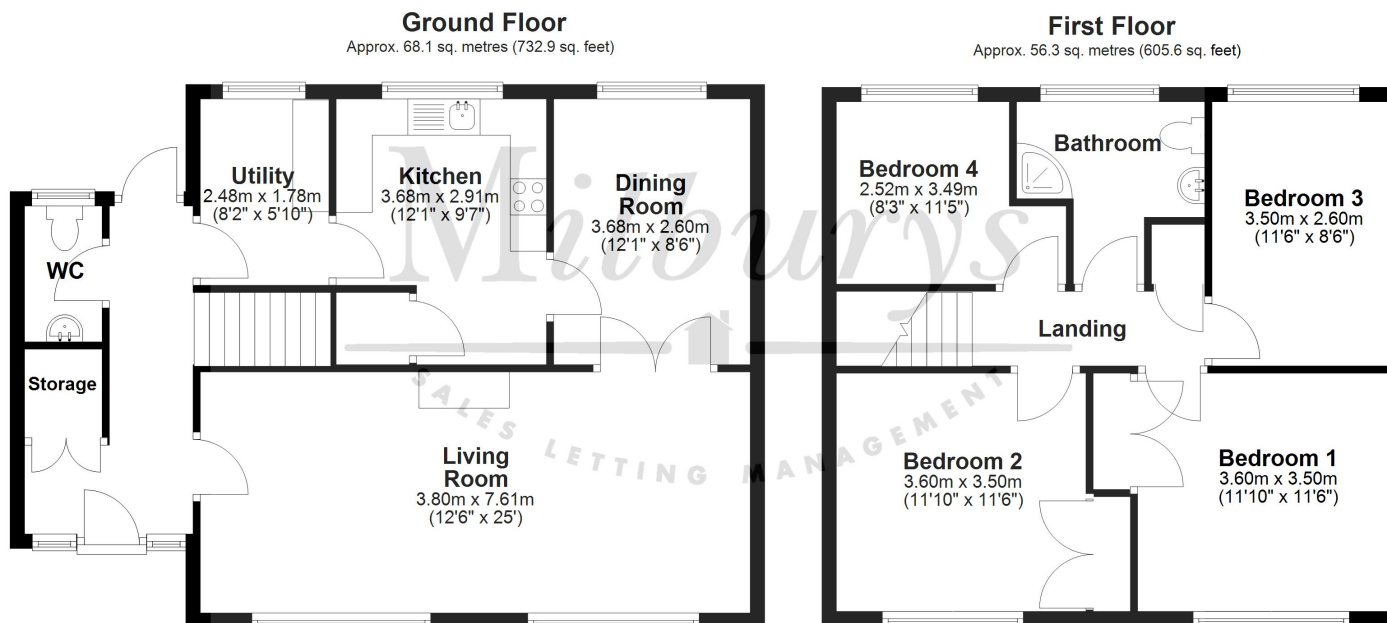 Ground Floor
Approx. 68.1 sq. metres (732.9 sq. feet)
Utility
2.48m x 1.78m
(8'2" x 5'10")
Kitchen
3.68m x 2.91m
(12'1" x 9'7")
Dining
Room
3.68m x 2.60m
(12'1" x 8'6")
WC
Storage
Living
Room
3.80m x 7.61m
(12'6" x 25')
First Floor
Approx. 56.3 sq. metres (605.6 sq. feet)
Bedroom 4
2.52m x 3.49m
(8'3" x 11'5")
Bathroom
Bedroom 3
3.50m x 2.60m
(11'6" x 8'6")
Landing
Bedroom 2
3.60m x 3.50m
(11'10" x 11'6")
Bedroom 1
3.60m x 3.50m
(11'10" x 11'6")
Milburys
SALES LETTING MANAGEMENT